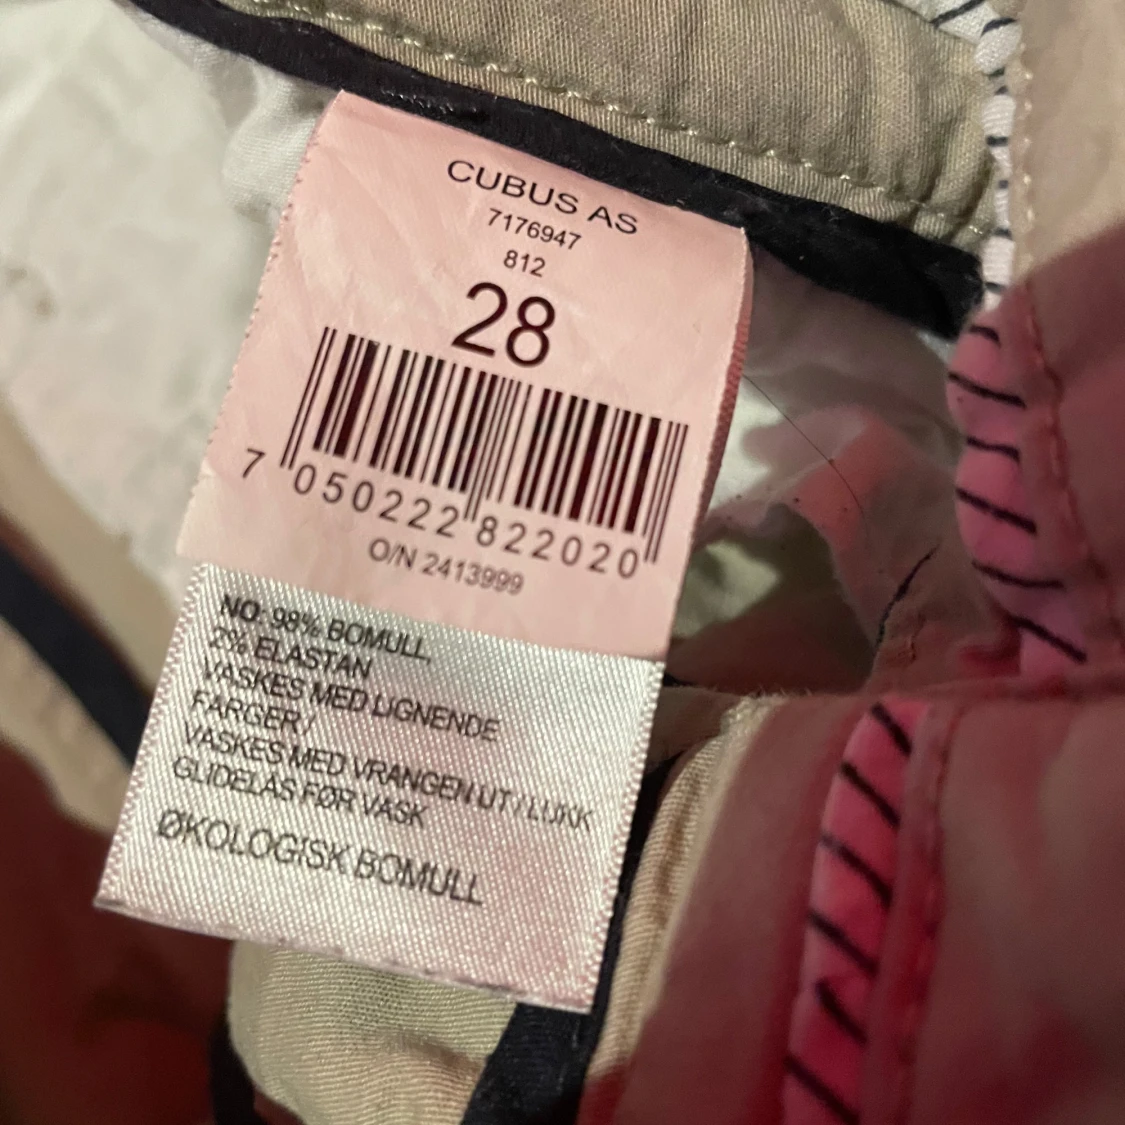 CUBUS AS
7176947
812
28
7 050222 822020
O/N 2413999
NO: 98% BOMULL,
2% ELASTAN
VASKES MED LIGNENDE
FARGER /
VASKES MED VRANGEN UT / LUKK
GLIDELÅS FØR VASK
ØKOLOGISK BOMULL